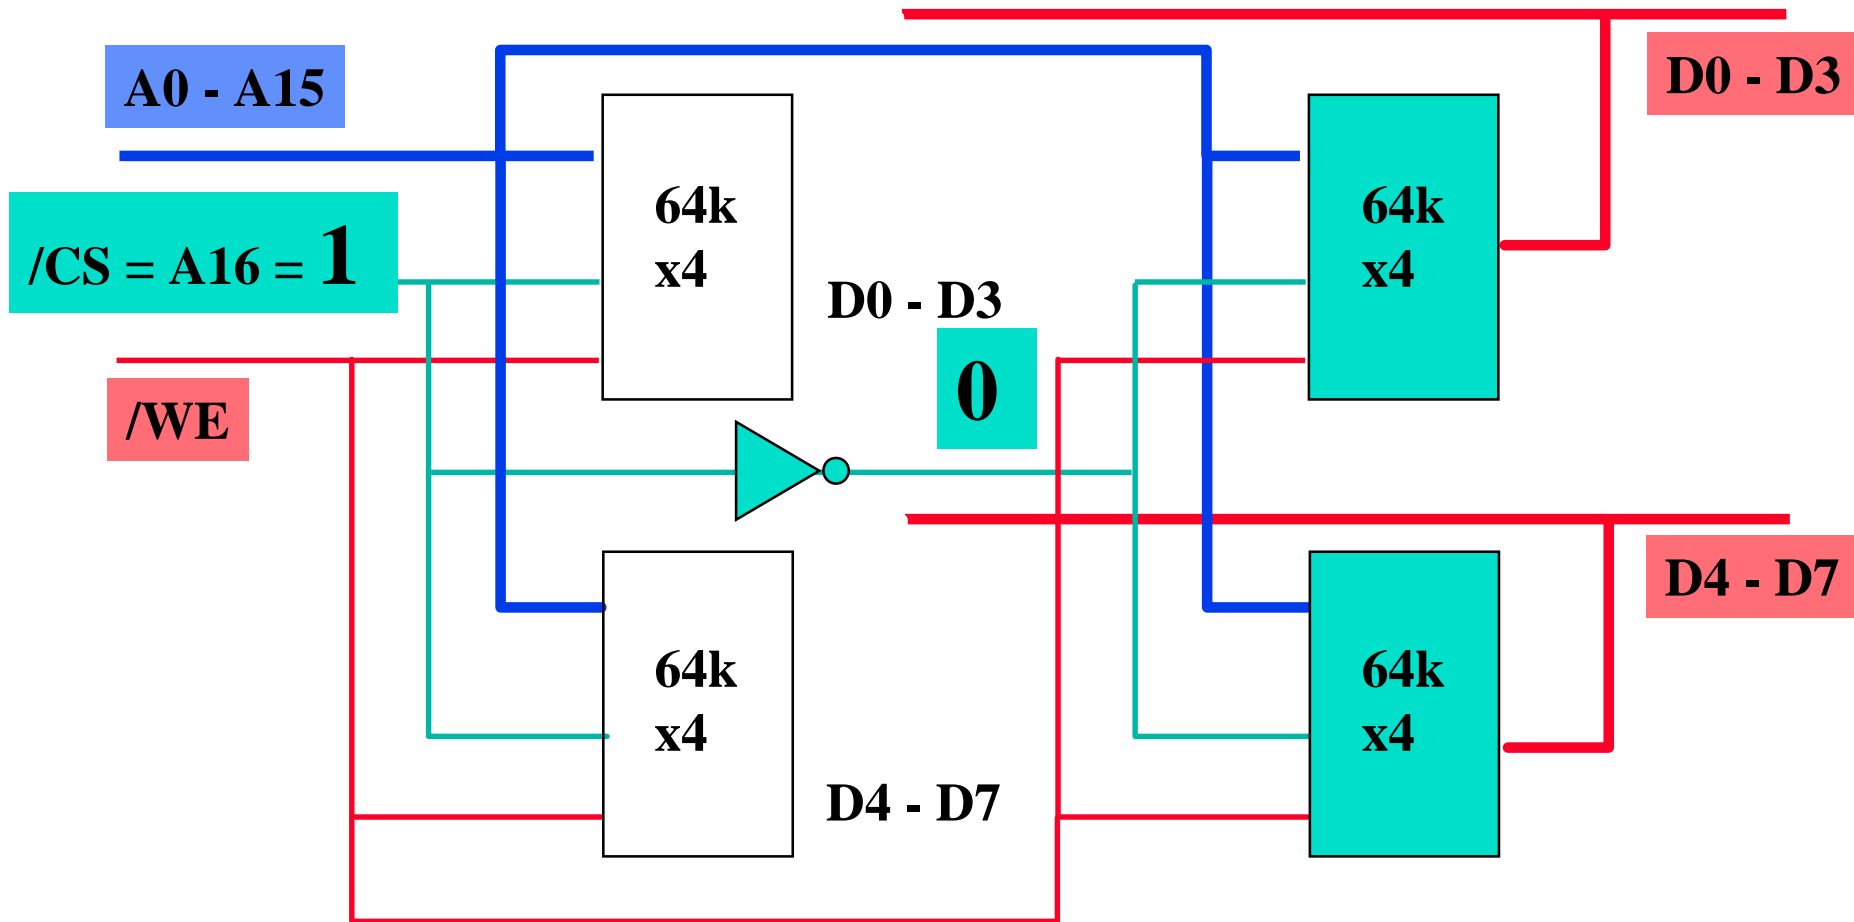 A0 - A15
D0 - D3
64k
x4
64k
x4
/CS = A16 = 1
D0 - D3
0
/WE
D4 - D7
64k
x4
64k
x4
D4 - D7